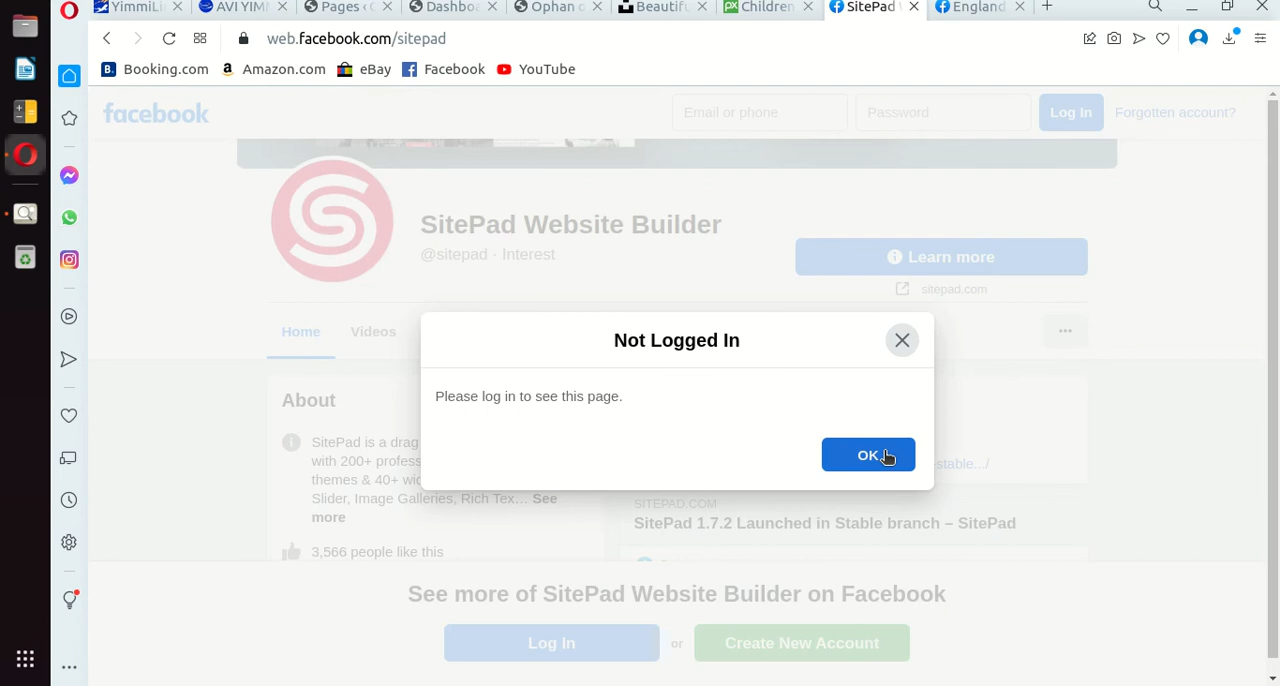 YimmiLi
AVI YIM
Pages ‹
Dashbo
Ophan
Beautif
Children
SitePad
England
web.facebook.com/sitepad
Booking.com
Amazon.com
eBay
Facebook
YouTube
facebook
Email or phone
Password
Log In
Forgotten account?
SitePad Website Builder
@sitepad · Interest
Learn more
sitepad.com
Home
Videos
Not Logged In
Please log in to see this page.
OK
About
SitePad is a drag
with 200+ profess
themes & 40+ wi
Slider, Image Galleries, Rich Tex... See
more
3,566 people like this
-stable.../
SITEPAD.COM
SitePad 1.7.2 Launched in Stable branch – SitePad
See more of SitePad Website Builder on Facebook
Log In
or
Create New Account